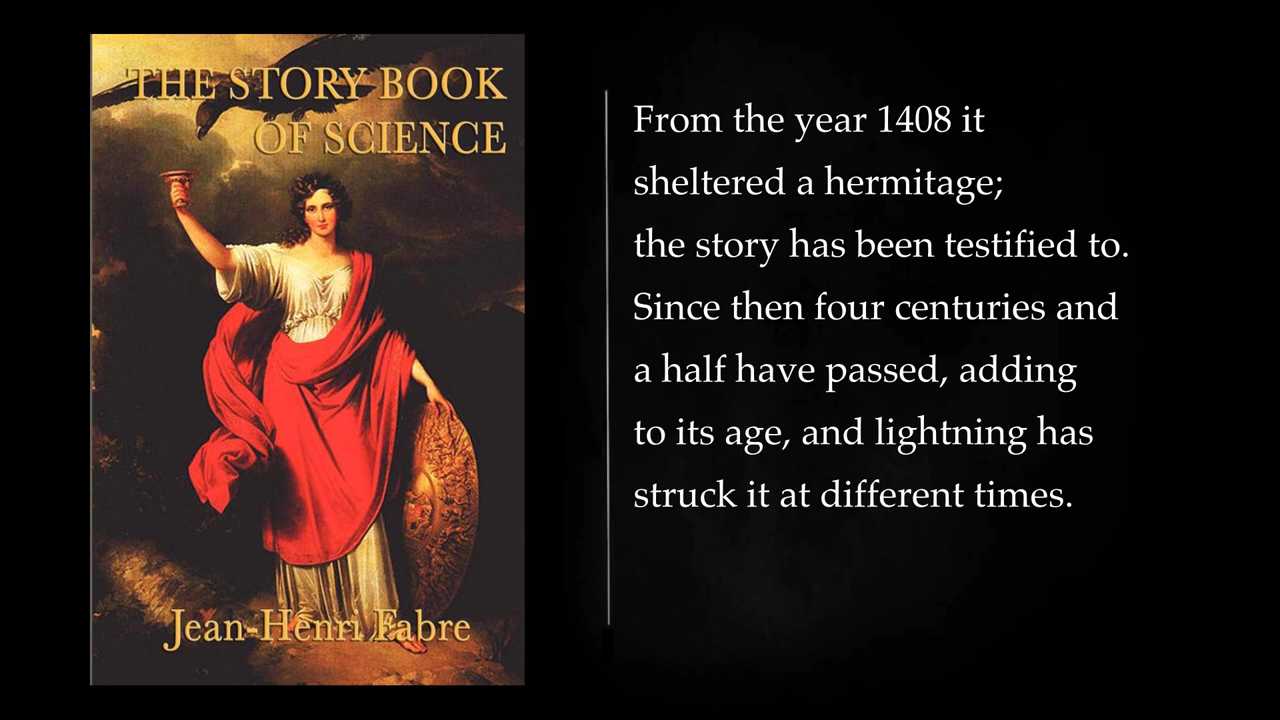 THE STORY BOOK
OF SCIENCE
Jean-Henri Fabre
From the year 1408 it
sheltered a hermitage;
the story has been testified to.
Since then four centuries and
a half have passed, adding
to its age, and lightning has
struck it at different times.